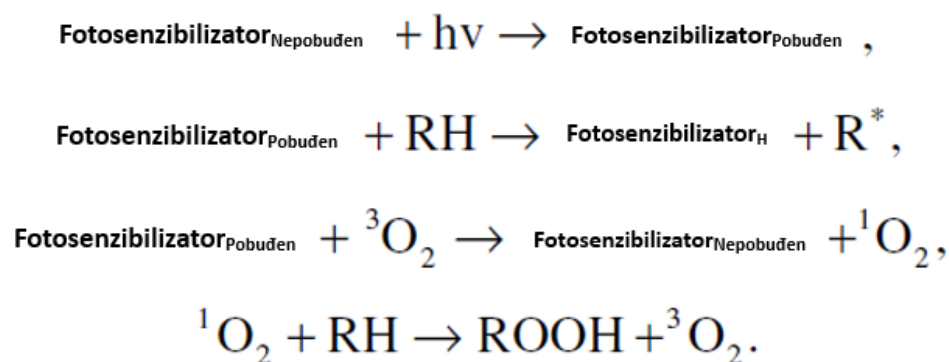 Fotosenzibilizator_Nepobuđen + hν → Fotosenzibilizator_Pobuđen ,
Fotosenzibilizator_Pobuđen + RH → Fotosenzibilizator_H + R*,
Fotosenzibilizator_Pobuđen + ³O₂ → Fotosenzibilizator_Nepobuđen +¹O₂,
¹O₂ + RH → ROOH +³O₂.